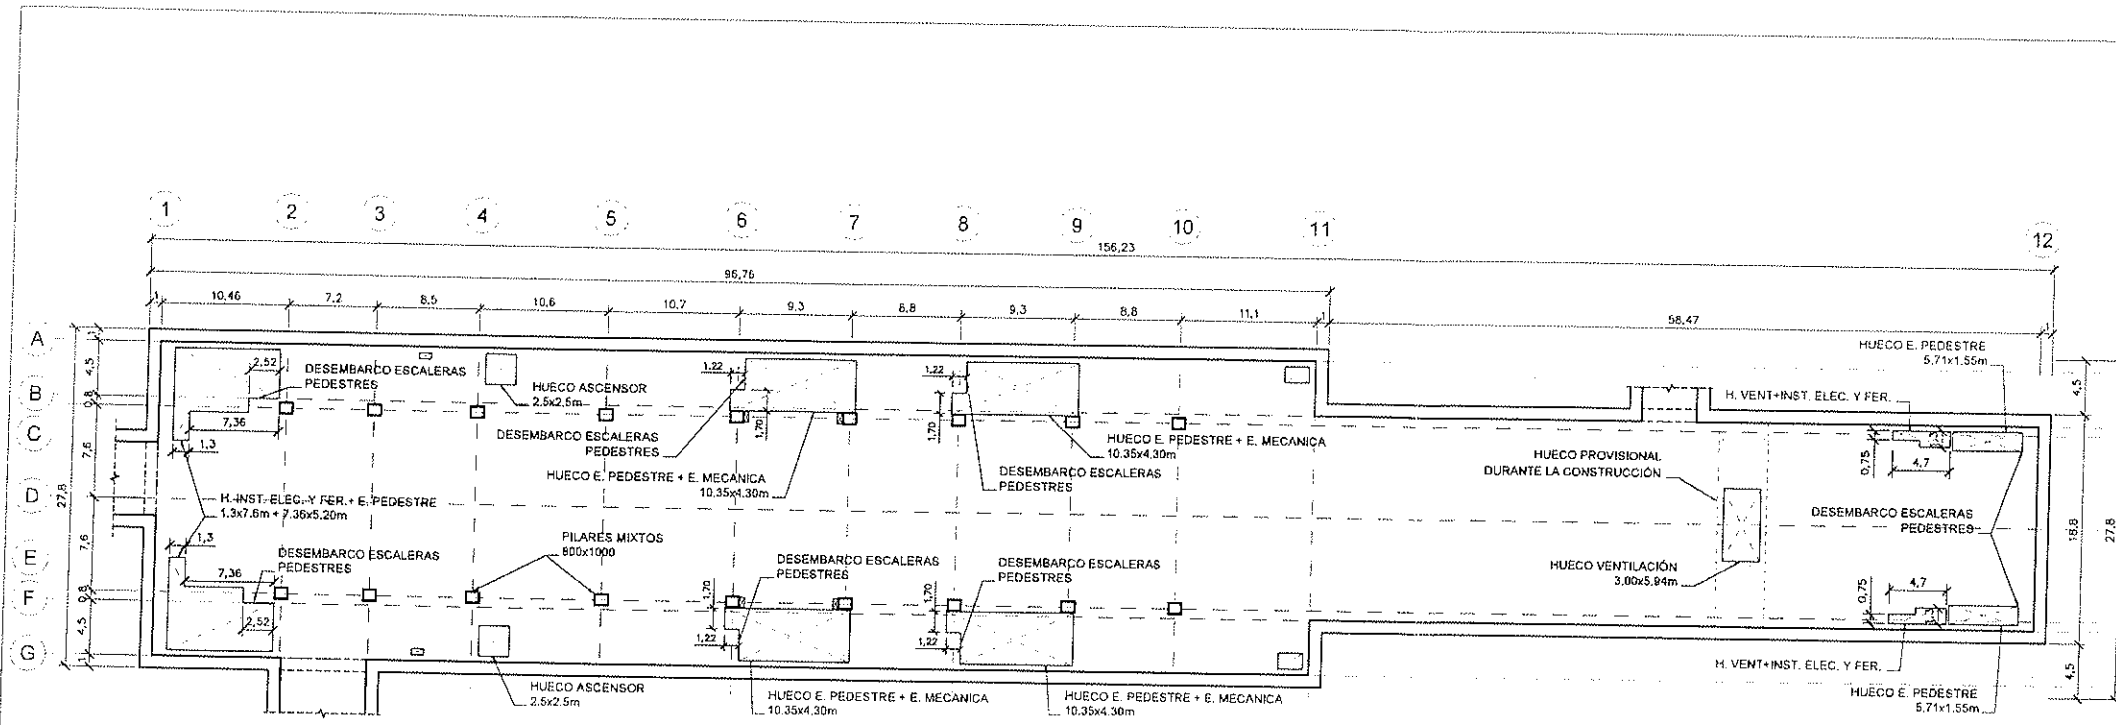 1 2 3 4 5 6 7 8 9 10 11 12
156,23
96,76
1 10,46 7,2 8,5 10,6 10,7 9,3 8,8 9,3 8,8 11,1 1 58,47 1
A
B
C
D
E
F
G
1
4,5
0,8
7,6
7,6
0,8
4,5
1
27,8
2,52
DESEMBARCO ESCALERAS
PEDESTRES
7,36
1,3
H.-INST. ELEC. Y FER.+ E. PEDESTRE
1,3x7,6m + 7,36x5,20m
1,3
7,36
DESEMBARCO ESCALERAS
PEDESTRES
2,52
HUECO ASCENSOR
2.5x2.5m
PILARES MIXTOS
800x1000
HUECO ASCENSOR
2.5x2.5m
1,22
1,70
DESEMBARCO ESCALERAS
PEDESTRES
HUECO E. PEDESTRE + E. MECANICA
10,35x4,30m
1,22
1,70
HUECO E. PEDESTRE + E. MECANICA
10.35x4,30m
DESEMBARCO ESCALERAS
PEDESTRES
1,70
1,22
DESEMBARCO ESCALERAS
PEDESTRES
HUECO E. PEDESTRE + E. MECANICA
10.35x4,30m
1,70
1,22
DESEMBARCO ESCALERAS
PEDESTRES
HUECO E. PEDESTRE + E. MECANICA
10.35x4.30m
HUECO PROVISIONAL
DURANTE LA CONSTRUCCIÓN
HUECO VENTILACIÓN
3,00x5,94m
HUECO E. PEDESTRE
5,71x1,55m
H. VENT+INST. ELEC. Y FER.
0,75
4,7
DESEMBARCO ESCALERAS
PEDESTRES
0,75
4,7
H. VENT+INST. ELEC. Y FER.
HUECO E. PEDESTRE
5,71x1,55m
4,5
18,8
4,5
27,8